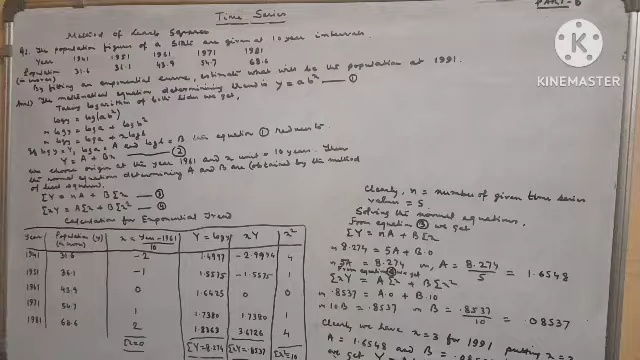 Time Series
PART-B
Method of Least Squares
Q1. The population figures of a State are given at 10 year intervals.
Year 1941 1951 1961 1971 1981
Population 31.6 36.1 43.9 54.7 68.6
(in
By fitting an exponential curve, estimate what will be the population at 1991.
Ans) The mathematical equation determining trend is y = ab^x — ①
Taking logarithm of both sides we get,
log y = log(ab^x)
log y = log a + log b^x
log y = log a + x log b
If log y = Y, log a = A and log b = B then equation ① reduces to
Y = A + Bx — ②
We choose origin at the year 1961 and x unit = 10 years. Then
the normal equation determining A and B are obtained by the method
of least squares.
ΣY = nA + BΣx — ③
ΣxY = AΣx + BΣx² — ④
Calculation for Exponential Trend
Year Population (y) x = Year-1961/10 Y = log y xY x²
1941 31.6 -2 1.4997 -2.9994 4
1951 36.1 -1 1.5575 -1.5575 1
1961 43.9 0 1.6425 0 0
1971 54.7 1 1.7380 1.7380 1
1981 68.6 2 1.8363 3.6726 4
Σx=0 ΣY=8.274 ΣxY=.8537 Σx²=10
Clearly, n = number of given time series
value = 5
Solving the normal equations.
From equation ③ we get
ΣY = nA + BΣx
8.274 = 5A + B.0
5A = 8.274 A = 8.274/5 = 1.6548
From equation ④ we get
ΣxY = AΣx + BΣx²
.8537 = A.0 + B.10
10B = .8537 B = .8537/10 = .08537
Clearly we have x=3 for 1991 putting x=3
A = 1.6548 and B =
we get Y =
KINEMASTER